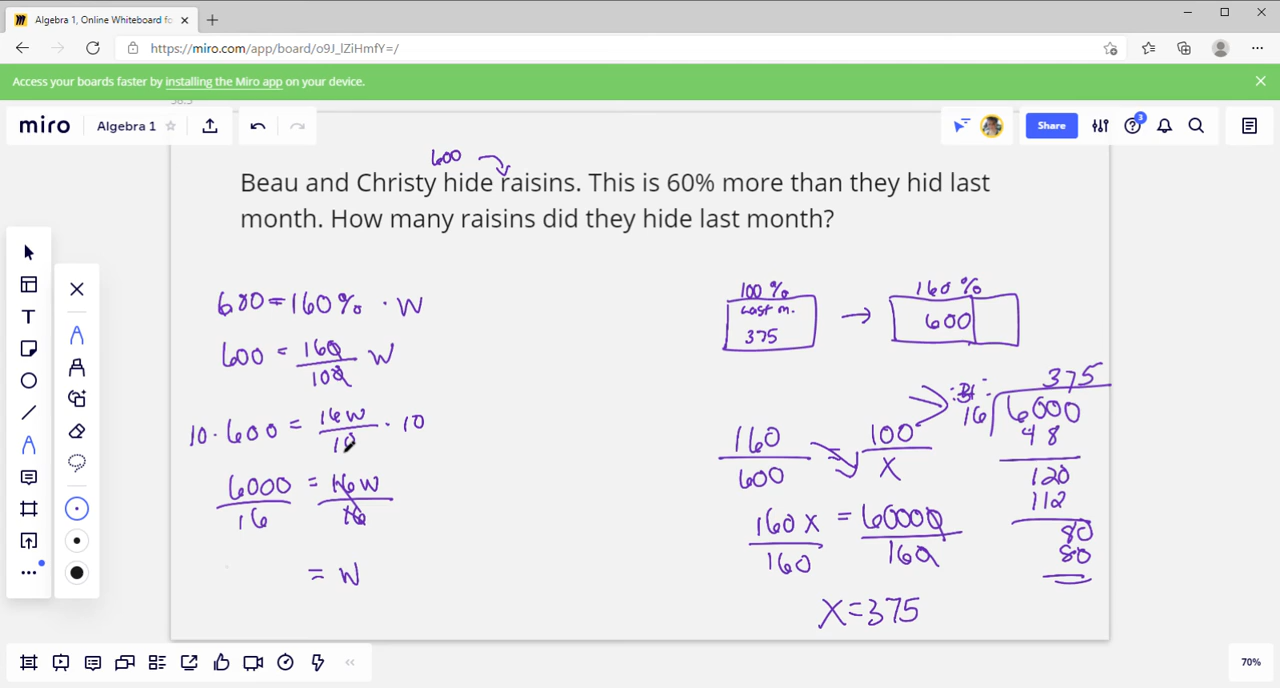 Algebra 1, Online Whiteboard fo
https://miro.com/app/board/o9J_lZiHmfY=/
Access your boards faster by installing the Miro app on your device.
miro Algebra 1 Share 3
600
Beau and Christy hide raisins. This is 60% more than they hid last
month. How many raisins did they hide last month?
680 = 160% · W
600 = 160/100 W
10 · 600 = 16W/10 · 10
6000/16 = 16W/16
= W
100% 160%
Last m. → 600
375
160/600 = 100/X
160X/160 = 60000/160
X = 375
375
16 6000
48
120
112
80
80
70%